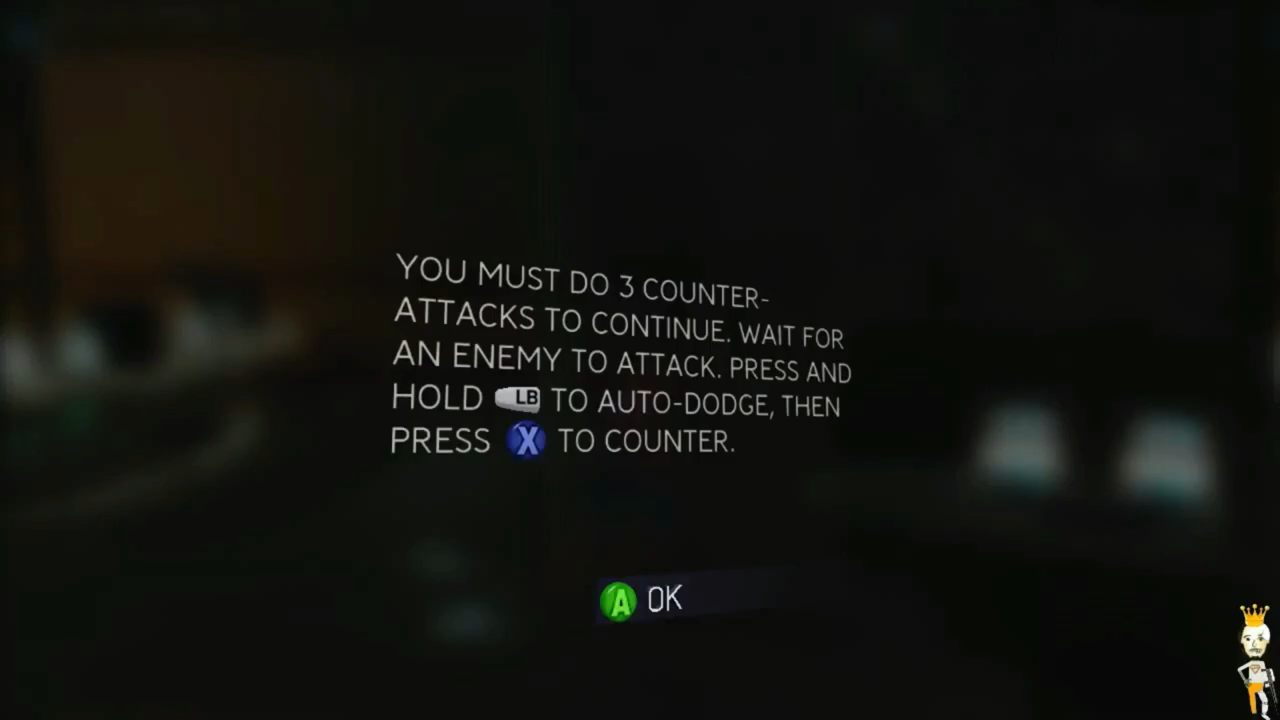 YOU MUST DO 3 COUNTER-
ATTACKS TO CONTINUE. WAIT FOR
AN ENEMY TO ATTACK. PRESS AND
HOLD LB TO AUTO-DODGE, THEN
PRESS X TO COUNTER.
A OK